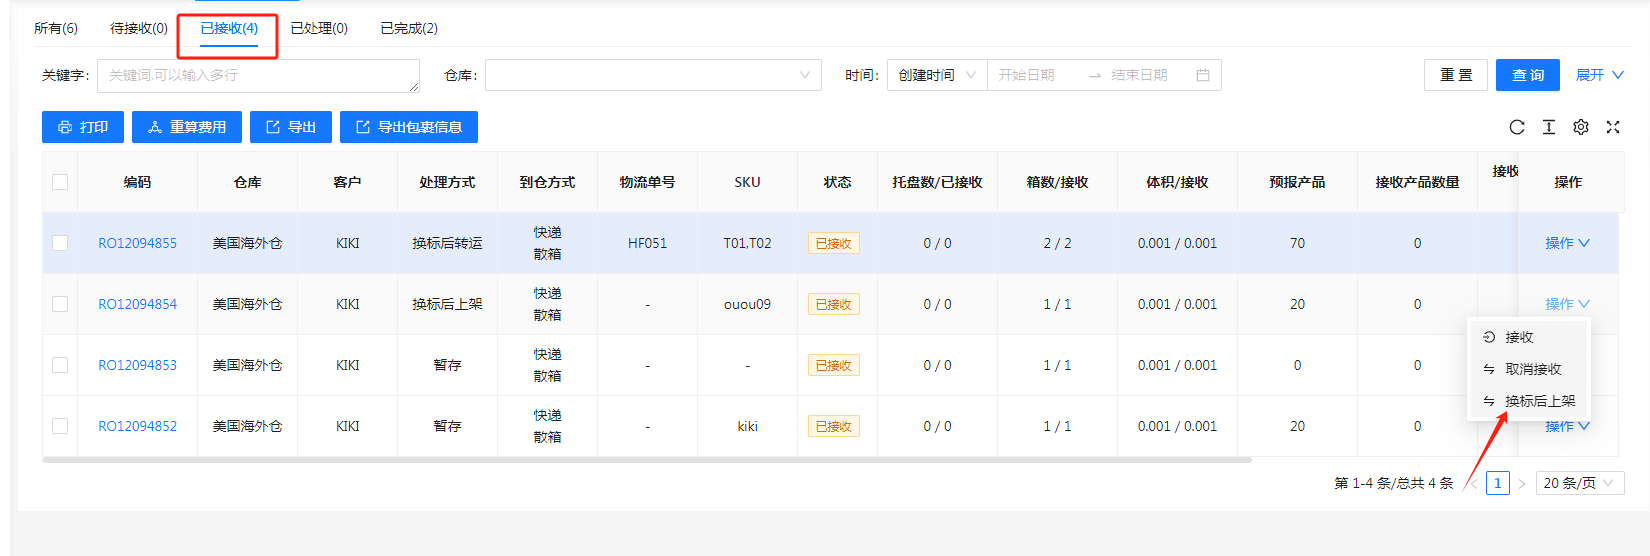 所有(6) 待接收(0) 已接收(4) 已处理(0) 已完成(2)
关键字: 关键词,可以输入多行 仓库: 时间: 创建时间 开始日期 → 结束日期 重置 查询 展开
打印 重算费用 导出 导出包裹信息
编码 仓库 客户 处理方式 到仓方式 物流单号 SKU 状态 托盘数/已接收 箱数/接收 体积/接收 预报产品 接收产品数量 接收 操作
RO12094855 美国海外仓 KIKI 换标后转运 快递 散箱 HF051 T01,T02 已接收 0 / 0 2 / 2 0.001 / 0.001 70 0 操作
RO12094854 美国海外仓 KIKI 换标后上架 快递 散箱 - ouou09 已接收 0 / 0 1 / 1 0.001 / 0.001 20 0 操作
接收
RO12094853 美国海外仓 KIKI 暂存 快递 散箱 - - 已接收 0 / 0 1 / 1 0.001 / 0.001 0 0
取消接收
换标后上架
RO12094852 美国海外仓 KIKI 暂存 快递 散箱 - kiki 已接收 0 / 0 1 / 1 0.001 / 0.001 20 0 操作
第 1-4 条/总共 4 条 < 1 > 20 条/页